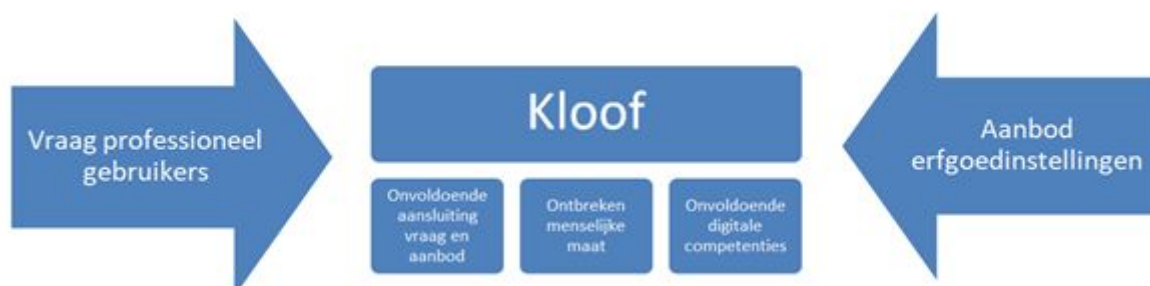 Vraag professioneel
gebruikers
Kloof
Onvoldoende
aansluiting
vraag en
aanbod
Ontbreken
menselijke
maat
Onvoldoende
digitale
competenties
Aanbod
erfgoedinstellingen